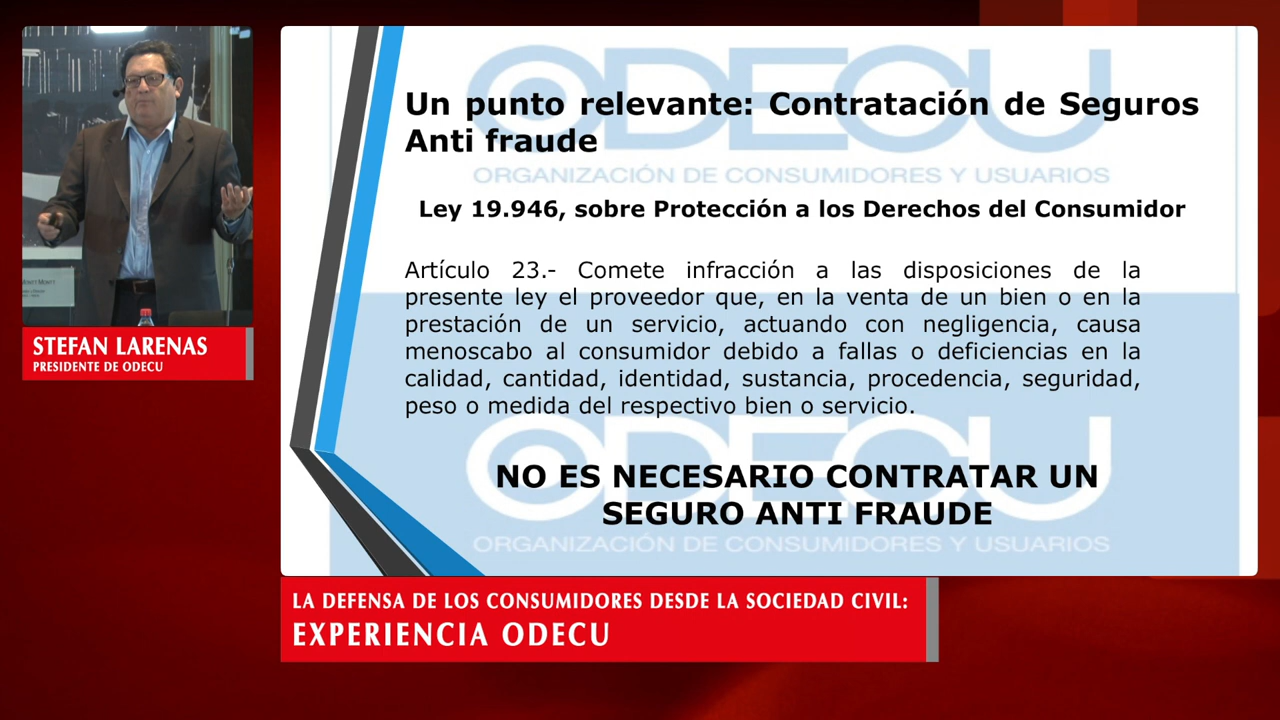 STEFAN LARENAS
PRESIDENTE DE ODECU
ODECU
ORGANIZACIÓN DE CONSUMIDORES Y USUARIOS
Un punto relevante: Contratación de Seguros
Anti fraude
Ley 19.946, sobre Protección a los Derechos del Consumidor
Artículo 23.- Comete infracción a las disposiciones de la
presente ley el proveedor que, en la venta de un bien o en la
prestación de un servicio, actuando con negligencia, causa
menoscabo al consumidor debido a fallas o deficiencias en la
calidad, cantidad, identidad, sustancia, procedencia, seguridad,
peso o medida del respectivo bien o servicio.
ODECU
NO ES NECESARIO CONTRATAR UN
SEGURO ANTI FRAUDE
ORGANIZACIÓN DE CONSUMIDORES Y USUARIOS
LA DEFENSA DE LOS CONSUMIDORES DESDE LA SOCIEDAD CIVIL:
EXPERIENCIA ODECU